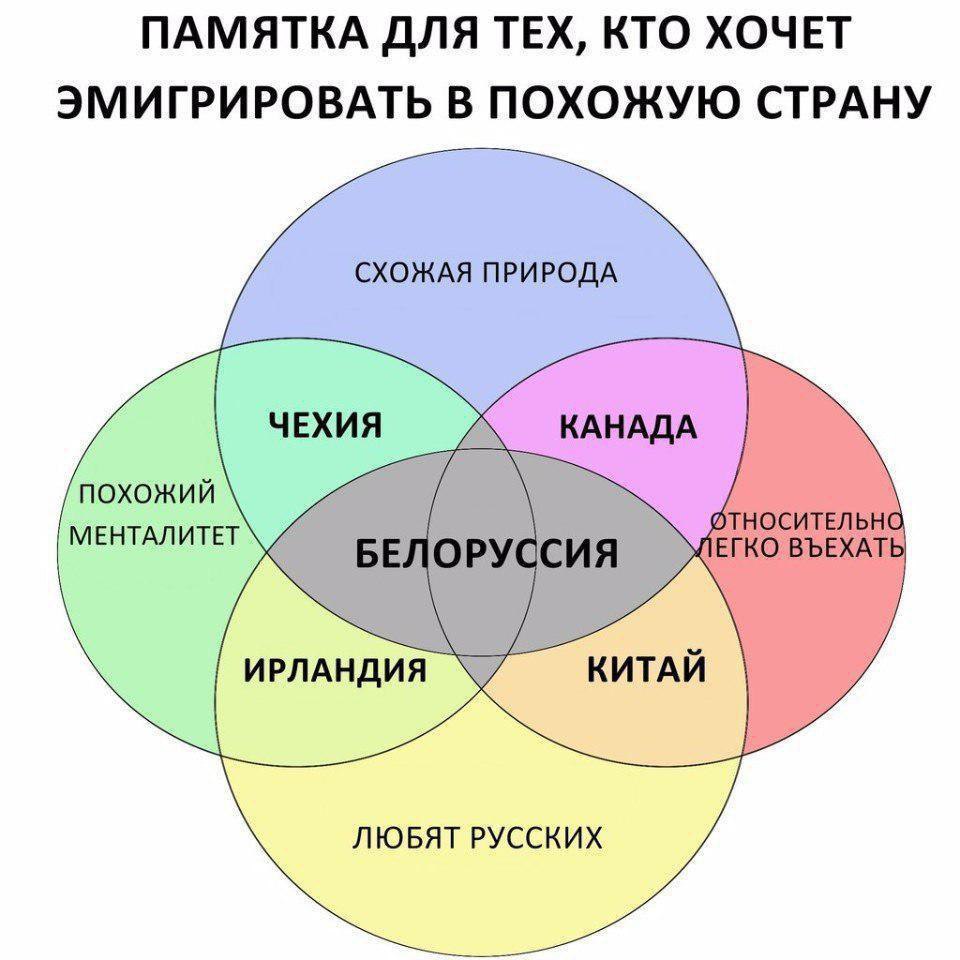 ПАМЯТКА ДЛЯ ТЕХ, КТО ХОЧЕТ
ЭМИГРИРОВАТЬ В ПОХОЖУЮ СТРАНУ
СХОЖАЯ ПРИРОДА
ЧЕХИЯ
КАНАДА
ПОХОЖИЙ
МЕНТАЛИТЕТ
ОТНОСИТЕЛЬНО
ЛЕГКО ВЪЕХАТЬ
БЕЛОРУССИЯ
ИРЛАНДИЯ
КИТАЙ
ЛЮБЯТ РУССКИХ